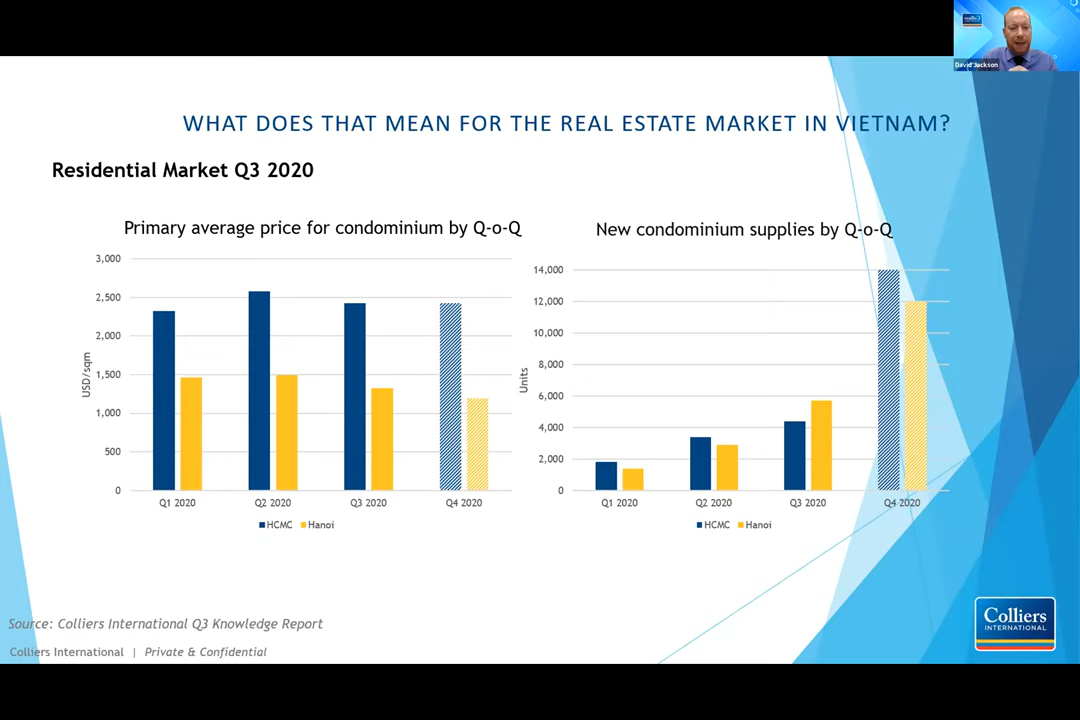 David Jackson
WHAT DOES THAT MEAN FOR THE REAL ESTATE MARKET IN VIETNAM?
Residential Market Q3 2020
Primary average price for condominium by Q-o-Q
3,000
2,500
2,000
1,500
1,000
500
0
USD/sqm
Q1 2020
Q2 2020
Q3 2020
Q4 2020
HCMC
Hanoi
New condominium supplies by Q-o-Q
14,000
12,000
10,000
8,000
6,000
4,000
2,000
0
Units
Q1 2020
Q2 2020
Q3 2020
Q4 2020
HCMC
Hanoi
Source: Colliers International Q3 Knowledge Report
Colliers International | Private & Confidential
Colliers
INTERNATIONAL